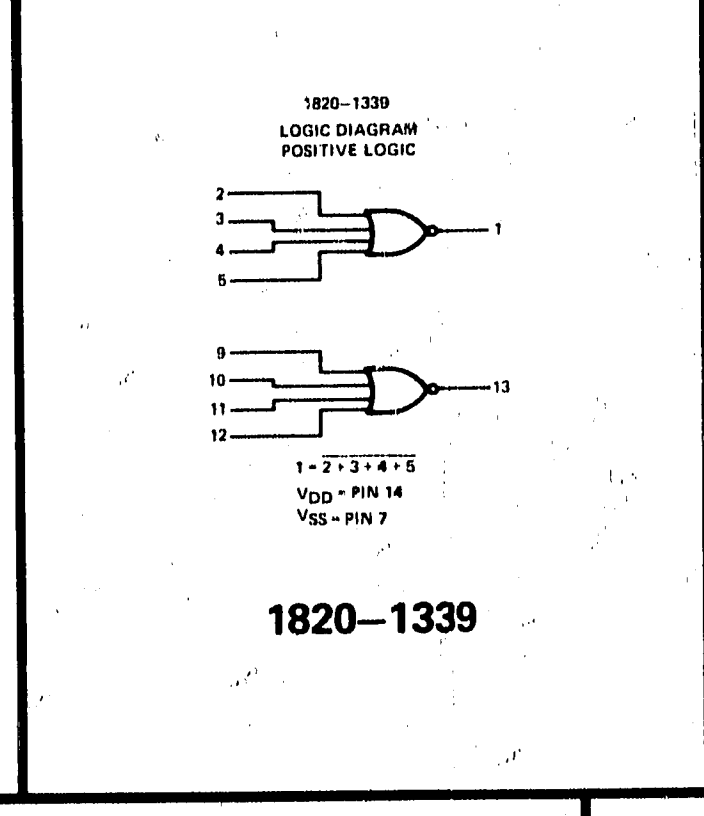 1820–1339
LOGIC DIAGRAM
POSITIVE LOGIC
2
3
4
5
1
9
10
11
12
13
1 = 2 + 3 + 4 + 5
VDD = PIN 14
VSS = PIN 7
1820–1339